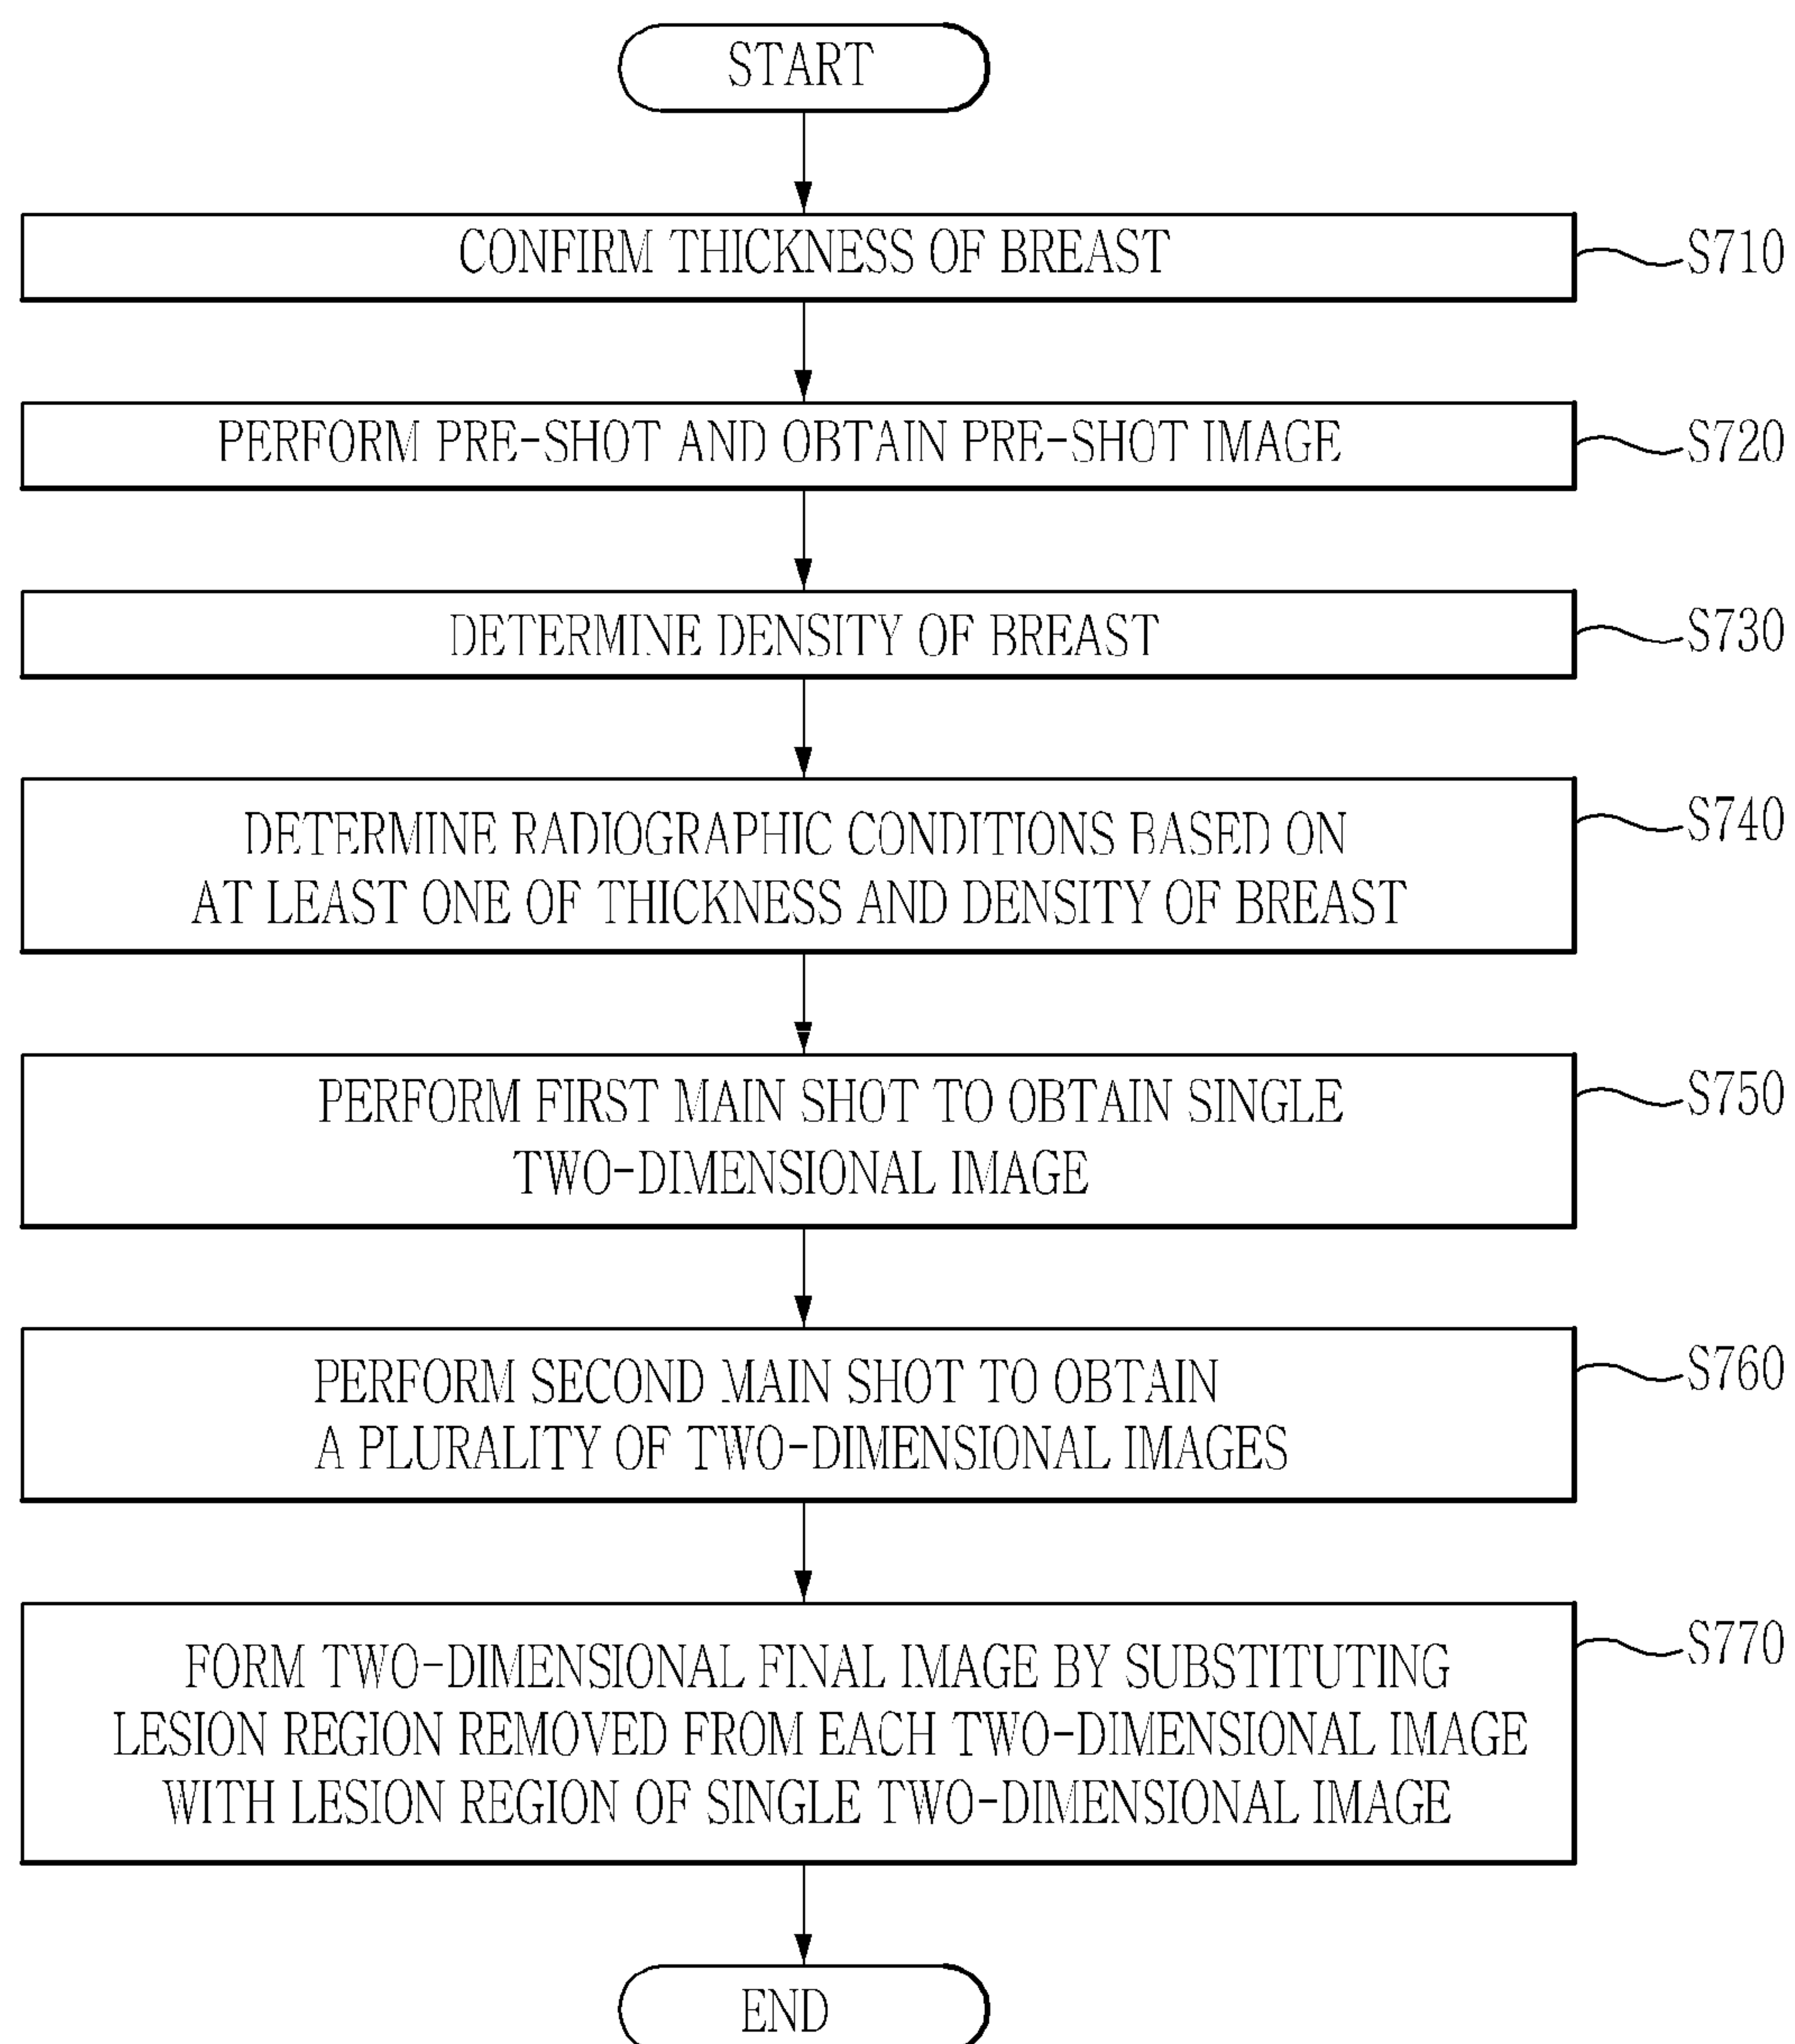 START
CONFIRM THICKNESS OF BREAST
S710
PERFORM PRE-SHOT AND OBTAIN PRE-SHOT IMAGE
S720
DETERMINE DENSITY OF BREAST
S730
DETERMINE RADIOGRAPHIC CONDITIONS BASED ON
AT LEAST ONE OF THICKNESS AND DENSITY OF BREAST
S740
PERFORM FIRST MAIN SHOT TO OBTAIN SINGLE
TWO-DIMENSIONAL IMAGE
S750
PERFORM SECOND MAIN SHOT TO OBTAIN
A PLURALITY OF TWO-DIMENSIONAL IMAGES
S760
FORM TWO-DIMENSIONAL FINAL IMAGE BY SUBSTITUTING
LESION REGION REMOVED FROM EACH TWO-DIMENSIONAL IMAGE
WITH LESION REGION OF SINGLE TWO-DIMENSIONAL IMAGE
S770
END